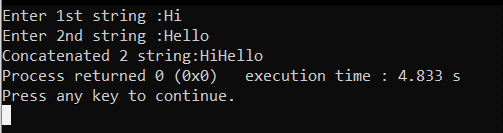 Enter 1st string :Hi
Enter 2nd string :Hello
Concatenated 2 string:HiHello
Process returned 0 (0x0)   execution time : 4.833 s
Press any key to continue.